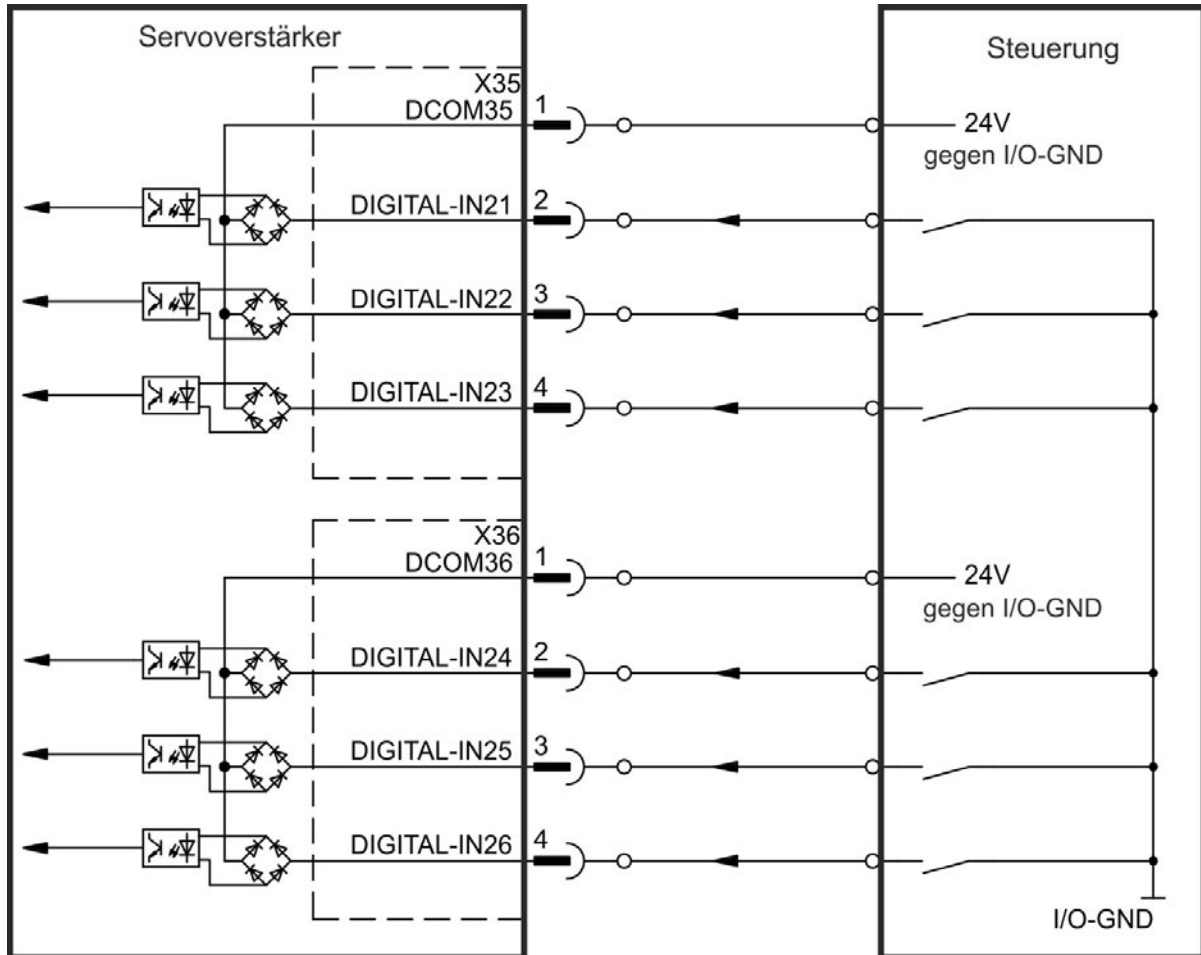 Servoverstärker
Steuerung
X35
DCOM35
1
24V
gegen I/O-GND
DIGITAL-IN21
2
DIGITAL-IN22
3
DIGITAL-IN23
4
X36
DCOM36
1
24V
gegen I/O-GND
DIGITAL-IN24
2
DIGITAL-IN25
3
DIGITAL-IN26
4
I/O-GND